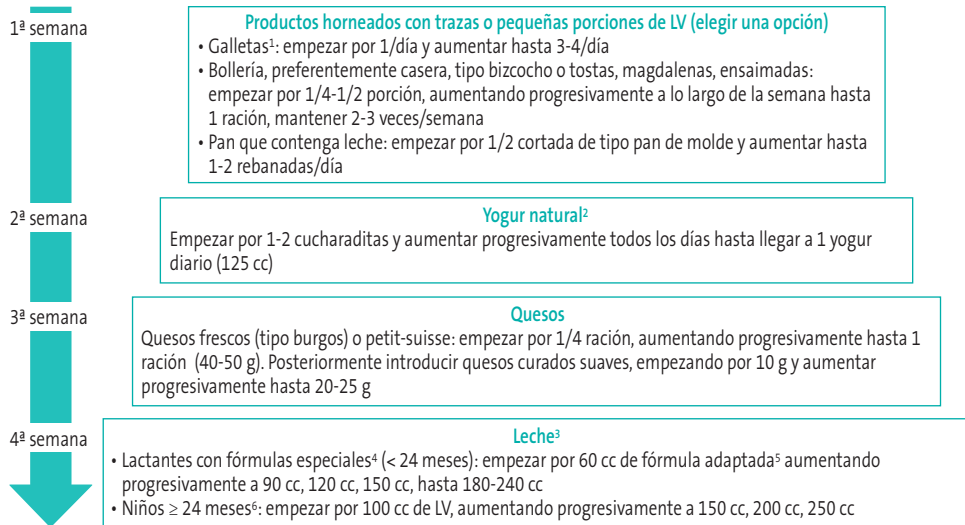 1ª semana
Productos horneados con trazas o pequeñas porciones de LV (elegir una opción)
• Galletas¹: empezar por 1/día y aumentar hasta 3-4/día
• Bollería, preferentemente casera, tipo bizcocho o tostas, magdalenas, ensaimadas:
empezar por 1/4-1/2 porción, aumentando progresivamente a lo largo de la semana hasta
1 ración, mantener 2-3 veces/semana
• Pan que contenga leche: empezar por 1/2 cortada de tipo pan de molde y aumentar hasta
1-2 rebanadas/día
2ª semana
Yogur natural²
Empezar por 1-2 cucharaditas y aumentar progresivamente todos los días hasta llegar a 1 yogur
diario (125 cc)
3ª semana
Quesos
Quesos frescos (tipo burgos) o petit-suisse: empezar por 1/4 ración, aumentando progresivamente hasta 1
ración (40-50 g). Posteriormente introducir quesos curados suaves, empezando por 10 g y aumentar
progresivamente hasta 20-25 g
4ª semana
Leche³
• Lactantes con fórmulas especiales⁴ (< 24 meses): empezar por 60 cc de fórmula adaptada⁵ aumentando
progresivamente a 90 cc, 120 cc, 150 cc, hasta 180-240 cc
• Niños ≥ 24 meses⁶: empezar por 100 cc de LV, aumentando progresivamente a 150 cc, 200 cc, 250 cc